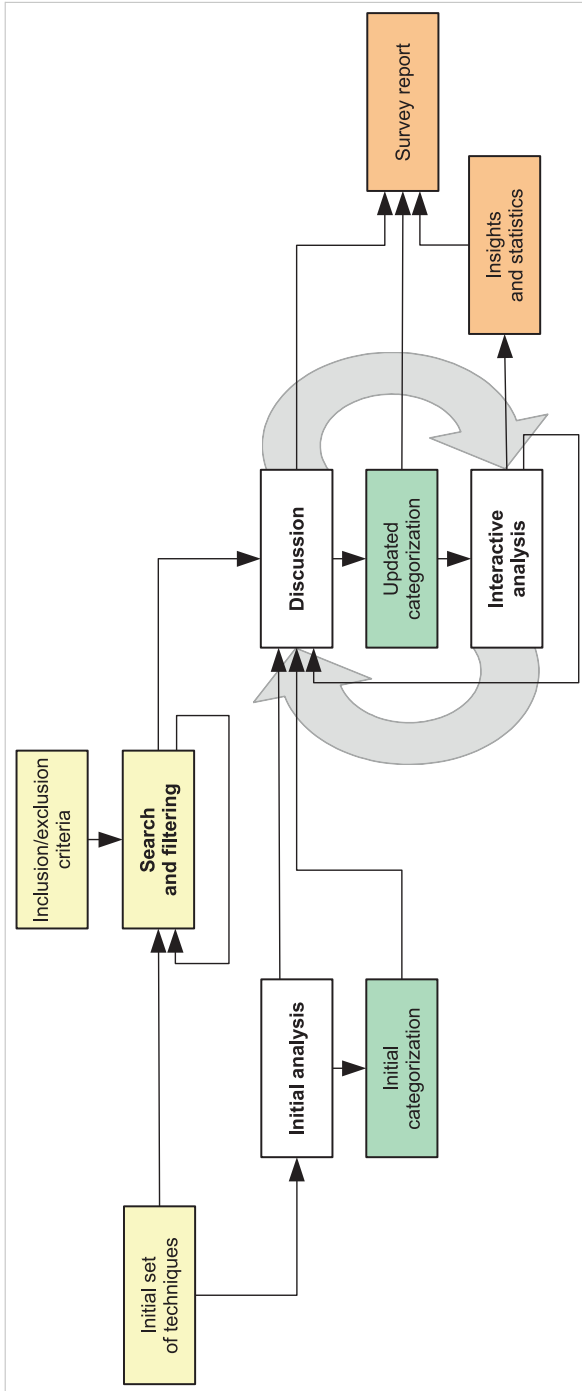 Initial set
of techniques
Inclusion/exclusion
criteria
Search
and filtering
Initial analysis
Initial
categorization
Discussion
Updated
categorization
Interactive
analysis
Insights
and statistics
Survey report